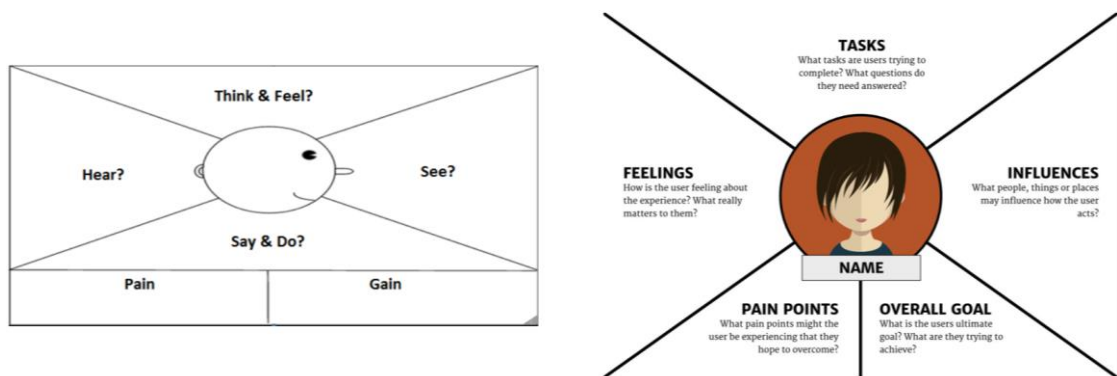 Think & Feel?
Hear?
See?
Say & Do?
Pain
Gain
TASKS
What tasks are users trying to
complete? What questions do
they need answered?
FEELINGS
How is the user feeling about
the experience? What really
matters to them?
INFLUENCES
What people, things or places
may influence how the user
acts?
NAME
PAIN POINTS
What pain points might the
user be experiencing that they
hope to overcome?
OVERALL GOAL
What is the users ultimate
goal? What are they trying to
achieve?